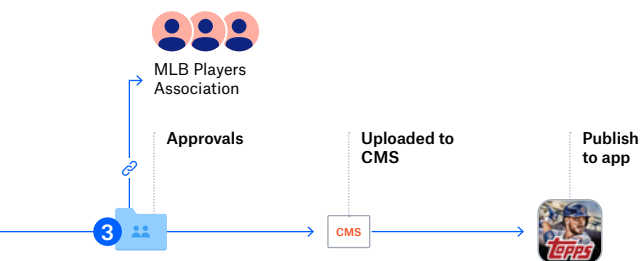 MLB Players
Association
Approvals
Uploaded to
CMS
Publish
to app
3
CMS
TOPPS